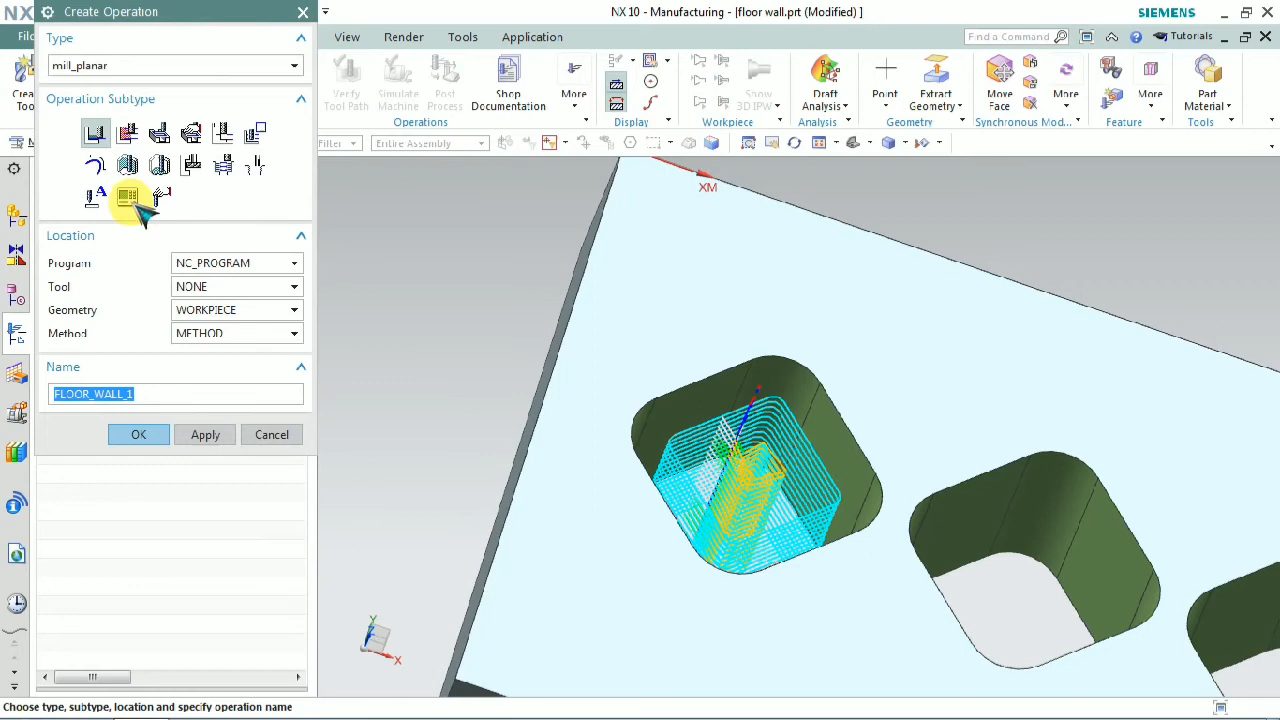 NX
Create Operation
NX 10 - Manufacturing - [floor wall.prt (Modified) ]
SIEMENS
View
Render
Tools
Application
Find a Command
Tutorials
Type
mill_planar
Operation Subtype
Verify
Tool Path
Simulate
Machine
Post
Process
Shop
Documentation
More
Show
3D IPW
Draft
Analysis
Point
Extract
Geometry
Move
Face
More
More
Part
Material
Operations
Display
Workpiece
Analysis
Geometry
Synchronous Mod...
Feature
Tools
Filter
Entire Assembly
XM
Location
Program
NC_PROGRAM
Tool
NONE
Geometry
WORKPIECE
Method
METHOD
Name
FLOOR_WALL_1
OK
Apply
Cancel
Y
Z
X
Choose type, subtype, location and specify operation name